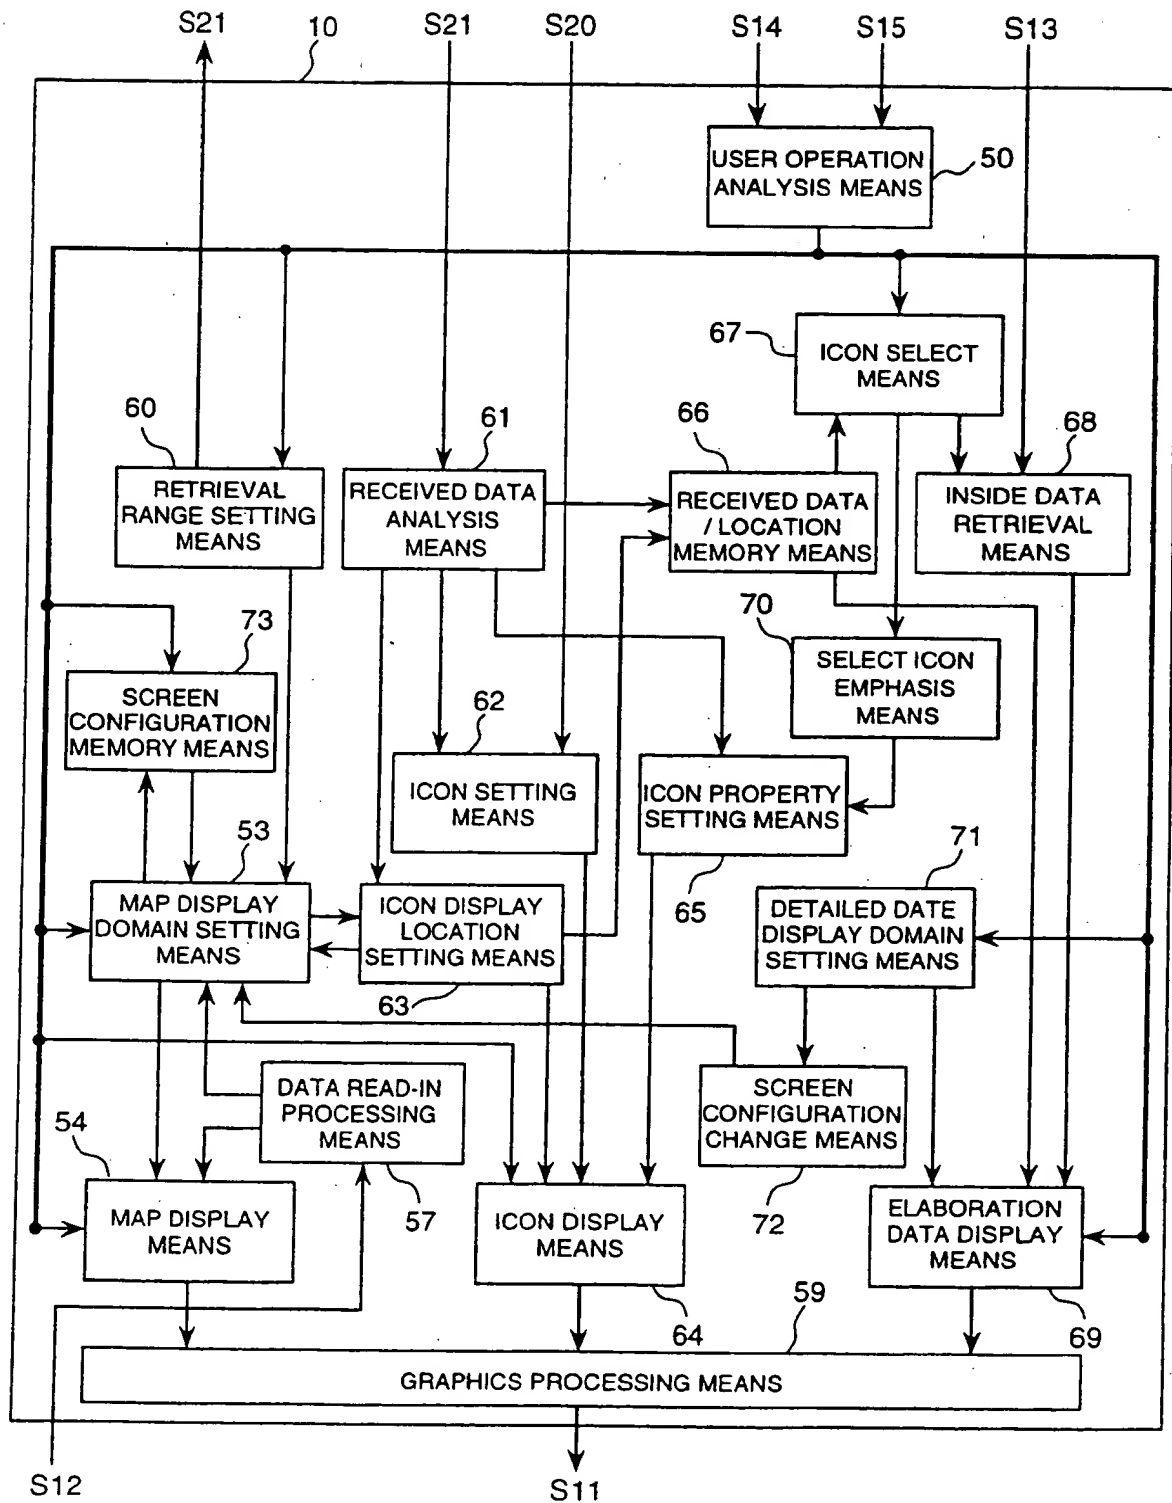 S21
10
S21
S20
S14
S15
S13
USER OPERATION
ANALYSIS MEANS
50
67
ICON SELECT
MEANS
60
61
66
68
RETRIEVAL
RANGE SETTING
MEANS
RECEIVED DATA
ANALYSIS
MEANS
RECEIVED DATA
/ LOCATION
MEMORY MEANS
INSIDE DATA
RETRIEVAL
MEANS
73
70
SCREEN
CONFIGURATION
MEMORY MEANS
62
SELECT ICON
EMPHASIS
MEANS
ICON SETTING
MEANS
ICON PROPERTY
SETTING MEANS
53
65
71
MAP DISPLAY
DOMAIN SETTING
MEANS
ICON DISPLAY
LOCATION
SETTING MEANS
63
DETAILED DATE
DISPLAY DOMAIN
SETTING MEANS
54
DATA READ-IN
PROCESSING
MEANS
57
SCREEN
CONFIGURATION
CHANGE MEANS
72
MAP DISPLAY
MEANS
ICON DISPLAY
MEANS
64
ELABORATION
DATA DISPLAY
MEANS
69
59
GRAPHICS PROCESSING MEANS
S12
S11